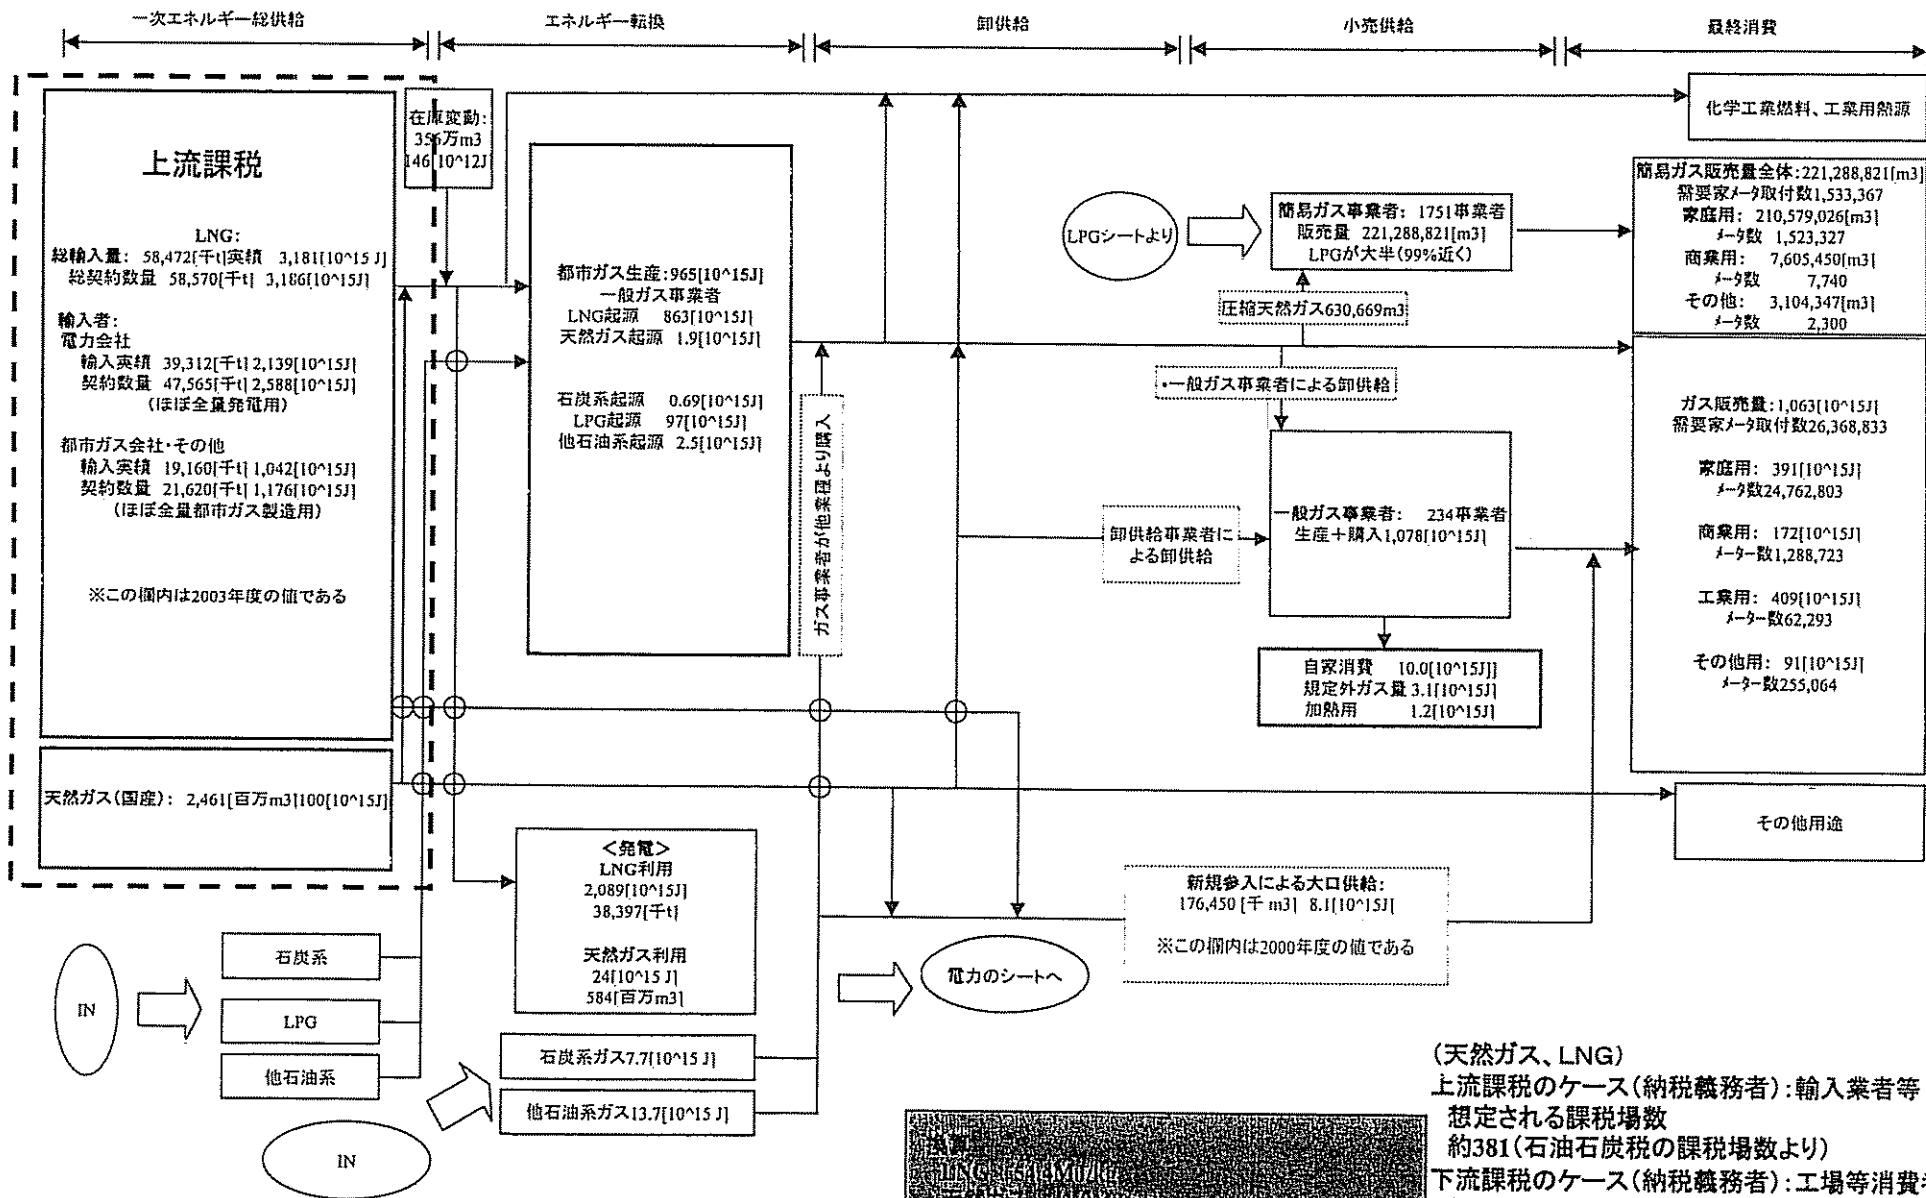 一次エネルギー総供給
エネルギー転換
卸供給
小売供給
最終消費
上流課税
LNG:
総輸入量: 58,472[千t]実績 3,181[10^15 J]
総契約数量 58,570[千t] 3,186[10^15J]
輸入者:
電力会社
輸入実績 39,312[千t] 2,139[10^15J]
契約数量 47,565[千t] 2,588[10^15J]
(ほぼ全量発電用)
都市ガス会社・その他
輸入実績 19,160[千t] 1,042[10^15J]
契約数量 21,620[千t] 1,176[10^15J]
(ほぼ全量都市ガス製造用)
※この欄内は2003年度の値である
天然ガス(国産): 2,461[百万m3]100[10^15J]
在庫変動:
356万m3
146[10^12J]
都市ガス生産:965[10^15J]
一般ガス事業者
LNG起源 863[10^15J]
天然ガス起源 1.9[10^15J]
石炭系起源 0.69[10^15J]
LPG起源 97[10^15J]
他石油系起源 2.5[10^15J]
ガス事業者が他業種より購入
<発電>
LNG利用
2,089[10^15J]
38,397[千t]
天然ガス利用
24[10^15 J]
584[百万m3]
IN
石炭系
LPG
他石油系
IN
石炭系ガス7.7[10^15 J]
他石油系ガス13.7[10^15 J]
電力のシートへ
LPGシートより
簡易ガス事業者: 1751事業者
販売量 221,288,821[m3]
LPGが大半(99%近く)
圧縮天然ガス630,669m3
・一般ガス事業者による卸供給
卸供給事業者に
よる卸供給
一般ガス事業者: 234事業者
生産+購入1,078[10^15J]
自家消費 10.0[10^15J]]
規定外ガス量 3.1[10^15J]
加熱用 1.2[10^15J]
新規参入による大口供給:
176,450 [千 m3] 8.1[10^15J]
※この欄内は2000年度の値である
化学工業燃料、工業用熱源
簡易ガス販売量全体:221,288,821[m3]
需要家メータ取付数1,533,367
家庭用: 210,579,026[m3]
メータ数 1,523,327
商業用: 7,605,450[m3]
メータ数 7,740
その他: 3,104,347[m3]
メータ数 2,300
ガス販売量:1,063[10^15J]
需要家メータ取付数26,368,833
家庭用: 391[10^15J]
メータ数24,762,803
商業用: 172[10^15J]
メーター数1,288,723
工業用: 409[10^15J]
メーター数62,293
その他用: 91[10^15J]
メーター数255,064
その他用途
(天然ガス、LNG)
上流課税のケース(納税義務者):輸入業者等
想定される課税場数
約381(石油石炭税の課税場数より)
下流課税のケース(納税義務者):工場等消費